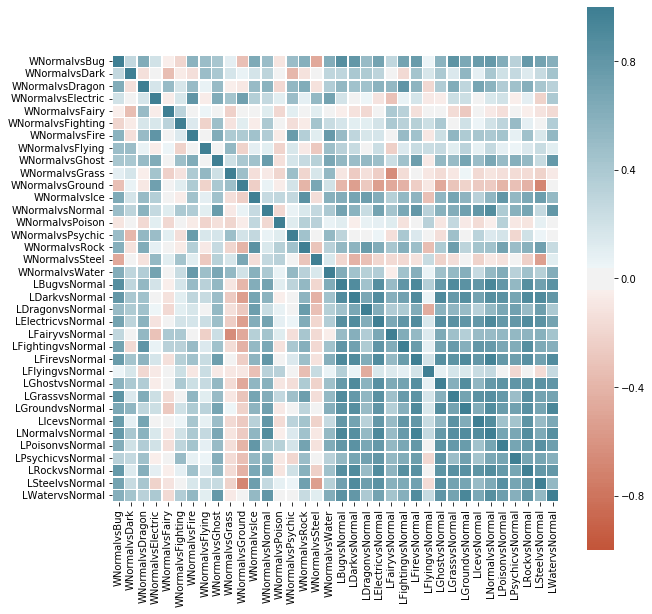 WNormalvsBug
WNormalvsDark
WNormalvsDragon
WNormalvsElectric
WNormalvsFairy
WNormalvsFighting
WNormalvsFire
WNormalvsFlying
WNormalvsGhost
WNormalvsGrass
WNormalvsGround
WNormalvsIce
WNormalvsNormal
WNormalvsPoison
WNormalvsPsychic
WNormalvsRock
WNormalvsSteel
WNormalvsWater
LBugvsNormal
LDarkvsNormal
LDragonvsNormal
LElectricvsNormal
LFairyvsNormal
LFightingvsNormal
LFirevsNormal
LFlyingvsNormal
LGhostvsNormal
LGrassvsNormal
LGroundvsNormal
LIcevsNormal
LNormalvsNormal
LPoisonvsNormal
LPsychicvsNormal
LRockvsNormal
LSteelvsNormal
LWatervsNormal
WNormalvsBug
WNormalvsDark
WNormalvsDragon
WNormalvsElectric
WNormalvsFairy
WNormalvsFighting
WNormalvsFire
WNormalvsFlying
WNormalvsGhost
WNormalvsGrass
WNormalvsGround
WNormalvsIce
WNormalvsNormal
WNormalvsPoison
WNormalvsPsychic
WNormalvsRock
WNormalvsSteel
WNormalvsWater
LBugvsNormal
LDarkvsNormal
LDragonvsNormal
LElectricvsNormal
LFairyvsNormal
LFightingvsNormal
LFirevsNormal
LFlyingvsNormal
LGhostvsNormal
LGrassvsNormal
LGroundvsNormal
LIcevsNormal
LNormalvsNormal
LPoisonvsNormal
LPsychicvsNormal
LRockvsNormal
LSteelvsNormal
LWatervsNormal
0.8
0.4
0.0
−0.4
−0.8